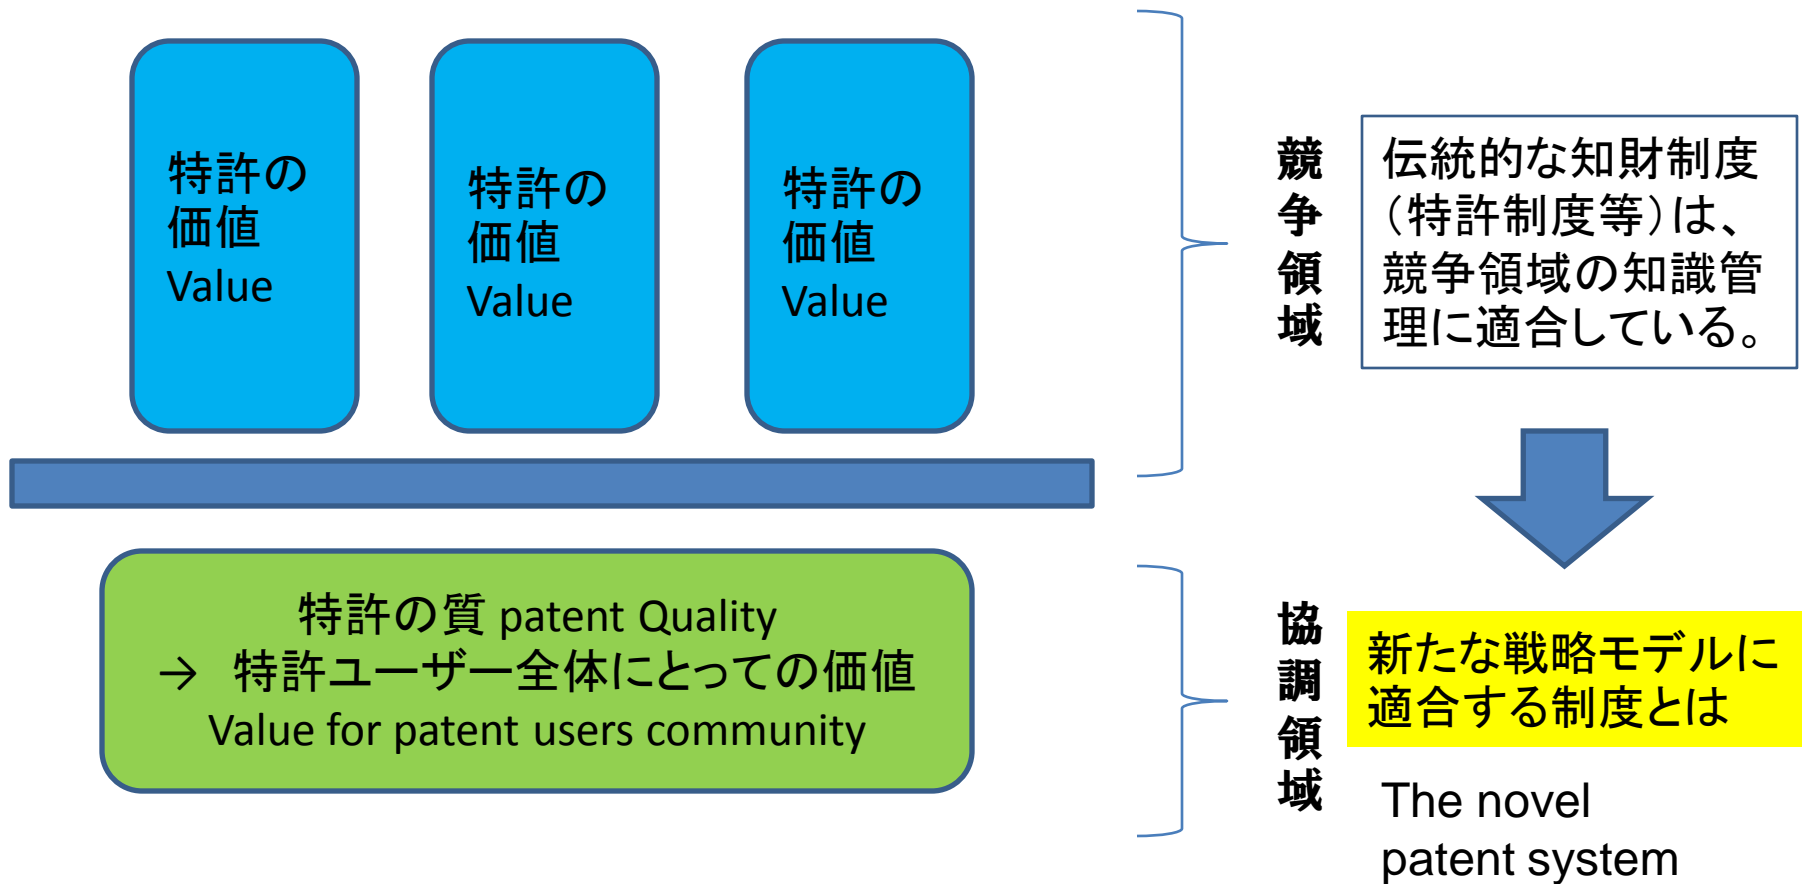 特許の
価値
Value
特許の
価値
Value
特許の
価値
Value
競争領域
伝統的な知財制度
（特許制度等）は、
競争領域の知識管
理に適合している。
特許の質 patent Quality
→ 特許ユーザー全体にとっての価値
Value for patent users community
協調領域
新たな戦略モデルに
適合する制度とは
The novel
patent system